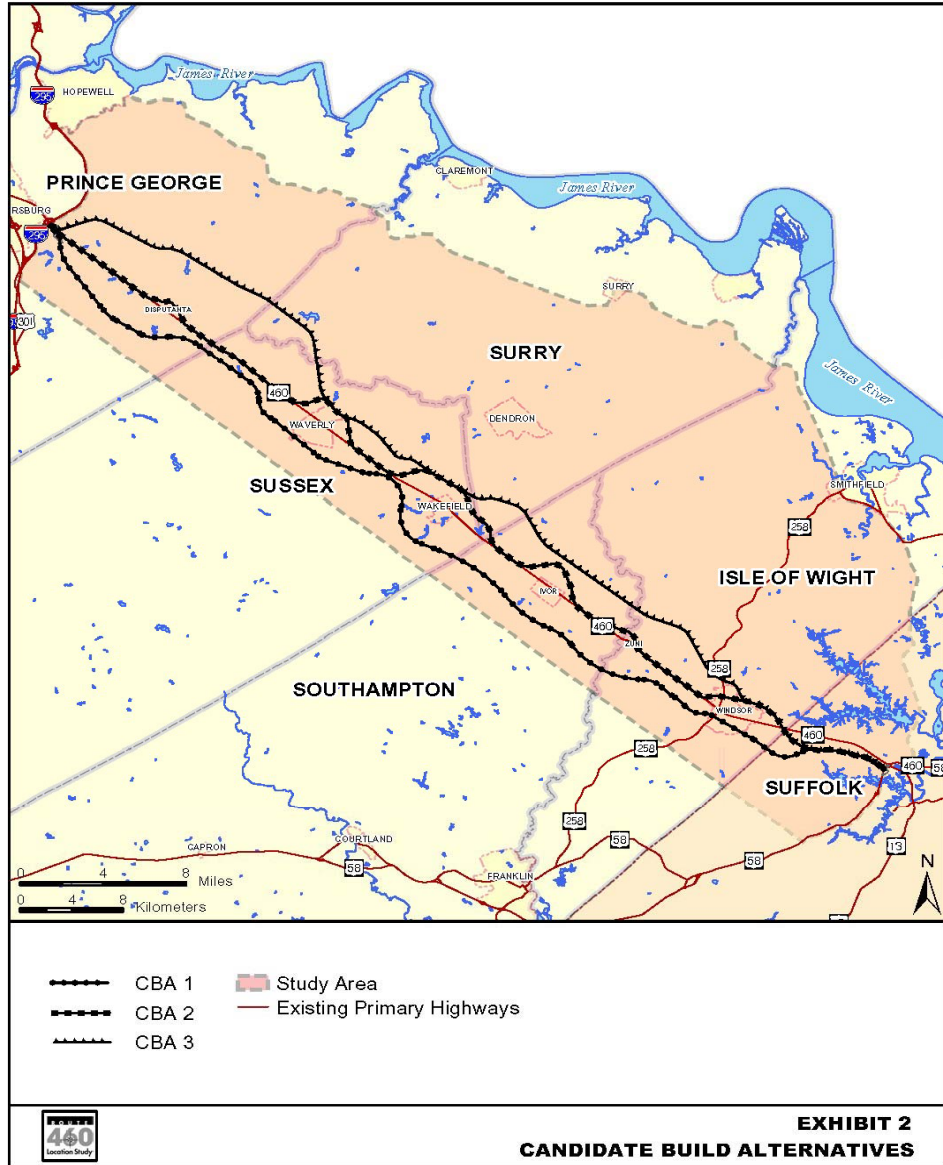 James River
295
HOPEWELL
PRINCE GEORGE
CLAREMONT
James River
RSBURG
295
SURRY
301
DISPUTANTA
SURRY
James River
460
WAVERLY
DENDRON
SUSSEX
WAKEFIELD
SMITHFIELD
258
ISLE OF WIGHT
IVOR
460
ZUNI
258
SOUTHAMPTON
WINDSOR
460
258
SUFFOLK
460
58
258
COURTLAND
CAPRON
58
58
58
13
FRANKLIN
N
0 4 8 Miles
0 4 8 Kilometers
CBA 1
CBA 2
CBA 3
Study Area
Existing Primary Highways
ROUTE
460
Location Study
EXHIBIT 2
CANDIDATE BUILD ALTERNATIVES